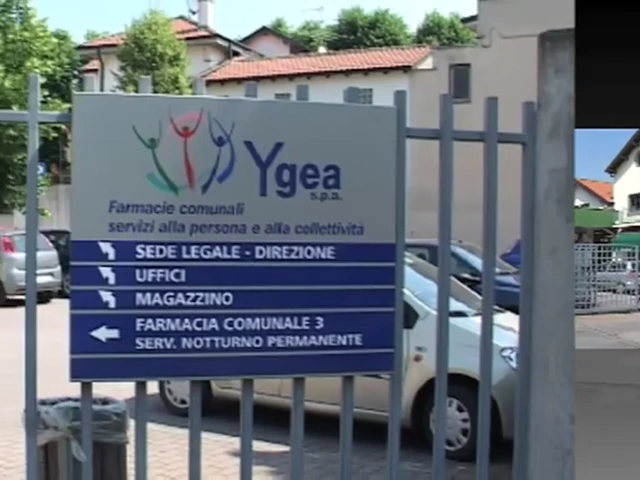 Ygea
s.p.a.
Farmacie comunali
servizi alla persona e alla collettività
SEDE LEGALE - DIREZIONE
UFFICI
MAGAZZINO
FARMACIA COMUNALE 3
SERV. NOTTURNO PERMANENTE